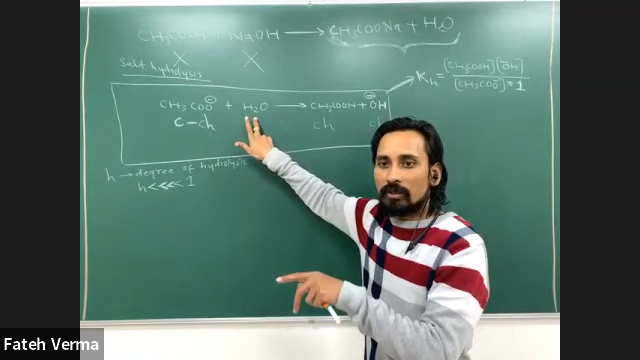 CH₃COOH + NaOH ⟶ CH₃COONa + H₂O
X X
Salt hydrolysis
Kₕ = [CH₃COOH][OH⁻] / [CH₃COO⁻]*1
CH₃COO⁻ + H₂O ⟶ CH₃COOH + OH⁻
C-Ch Ch
h → degree of hydrolysis
h<<<<1
Fateh Verma